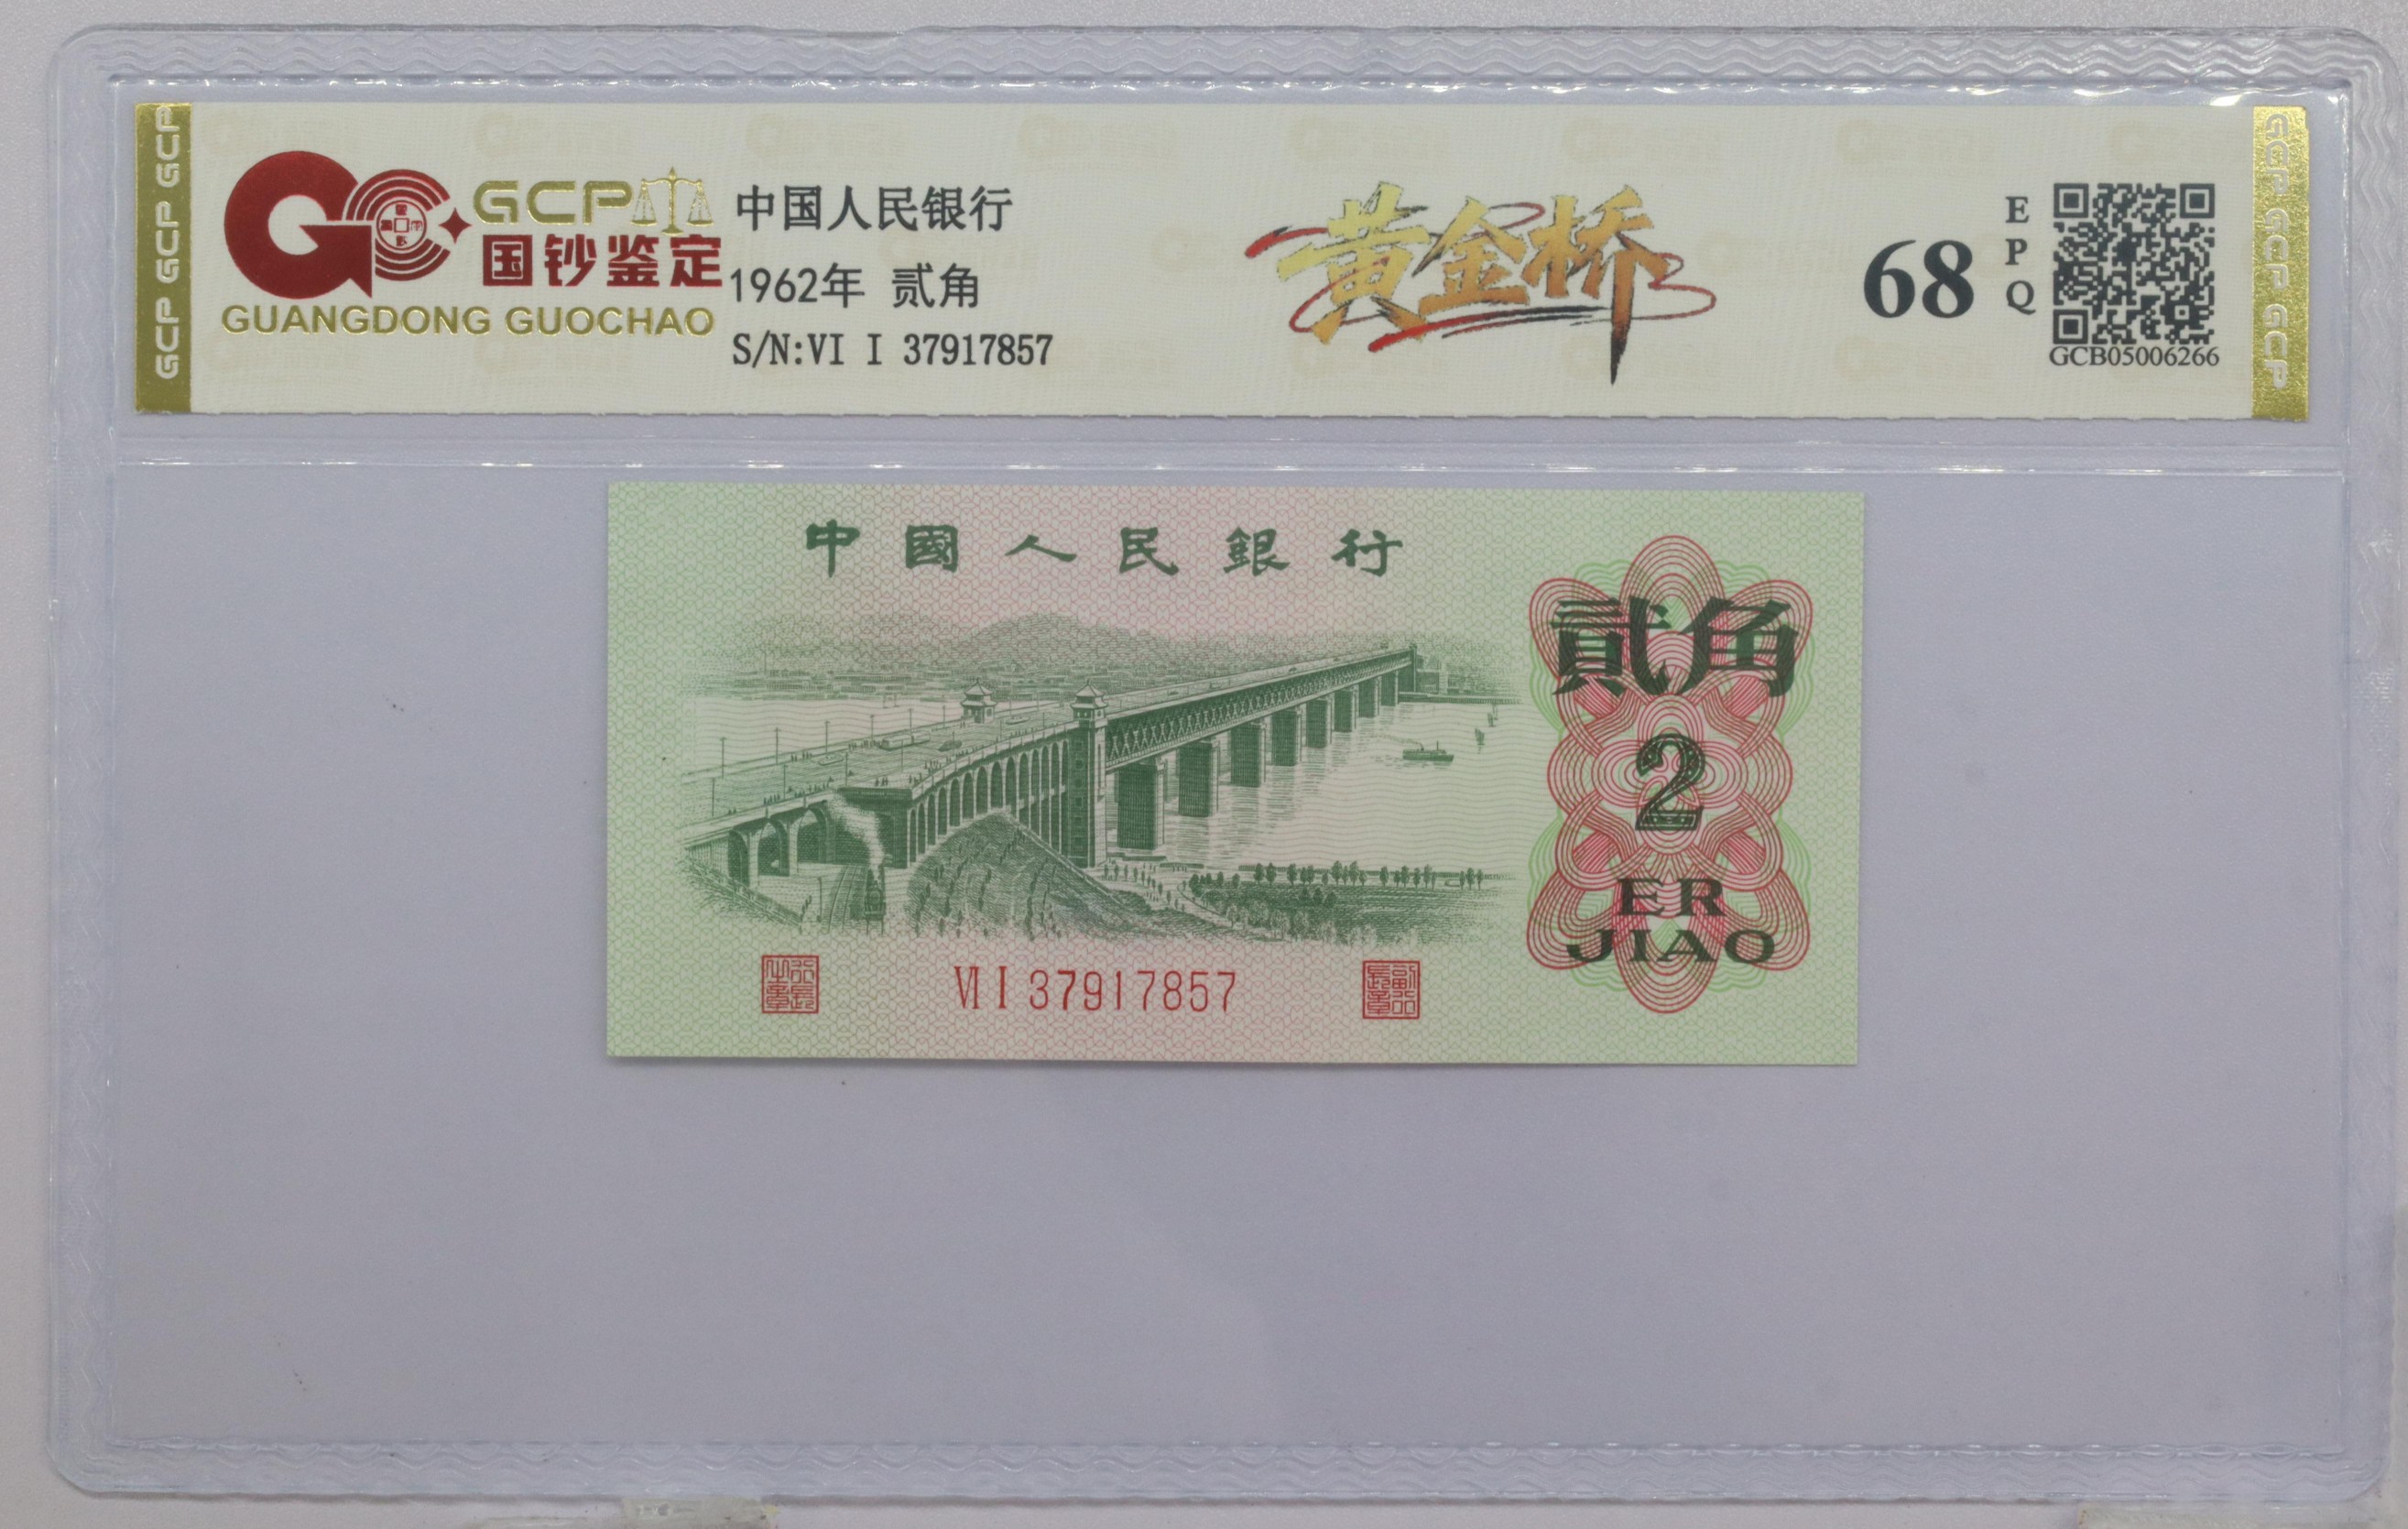 GCP GCP GCP
GCP
国钞鉴定
GUANGDONG GUOCHAO
中国人民银行
1962年 贰角
S/N:VI I 37917857
黄金桥
68
EPQ
GCB05006266
GCP GCP GCP
中國人民銀行
貳角
2
ER
JIAO
VI I 37917857